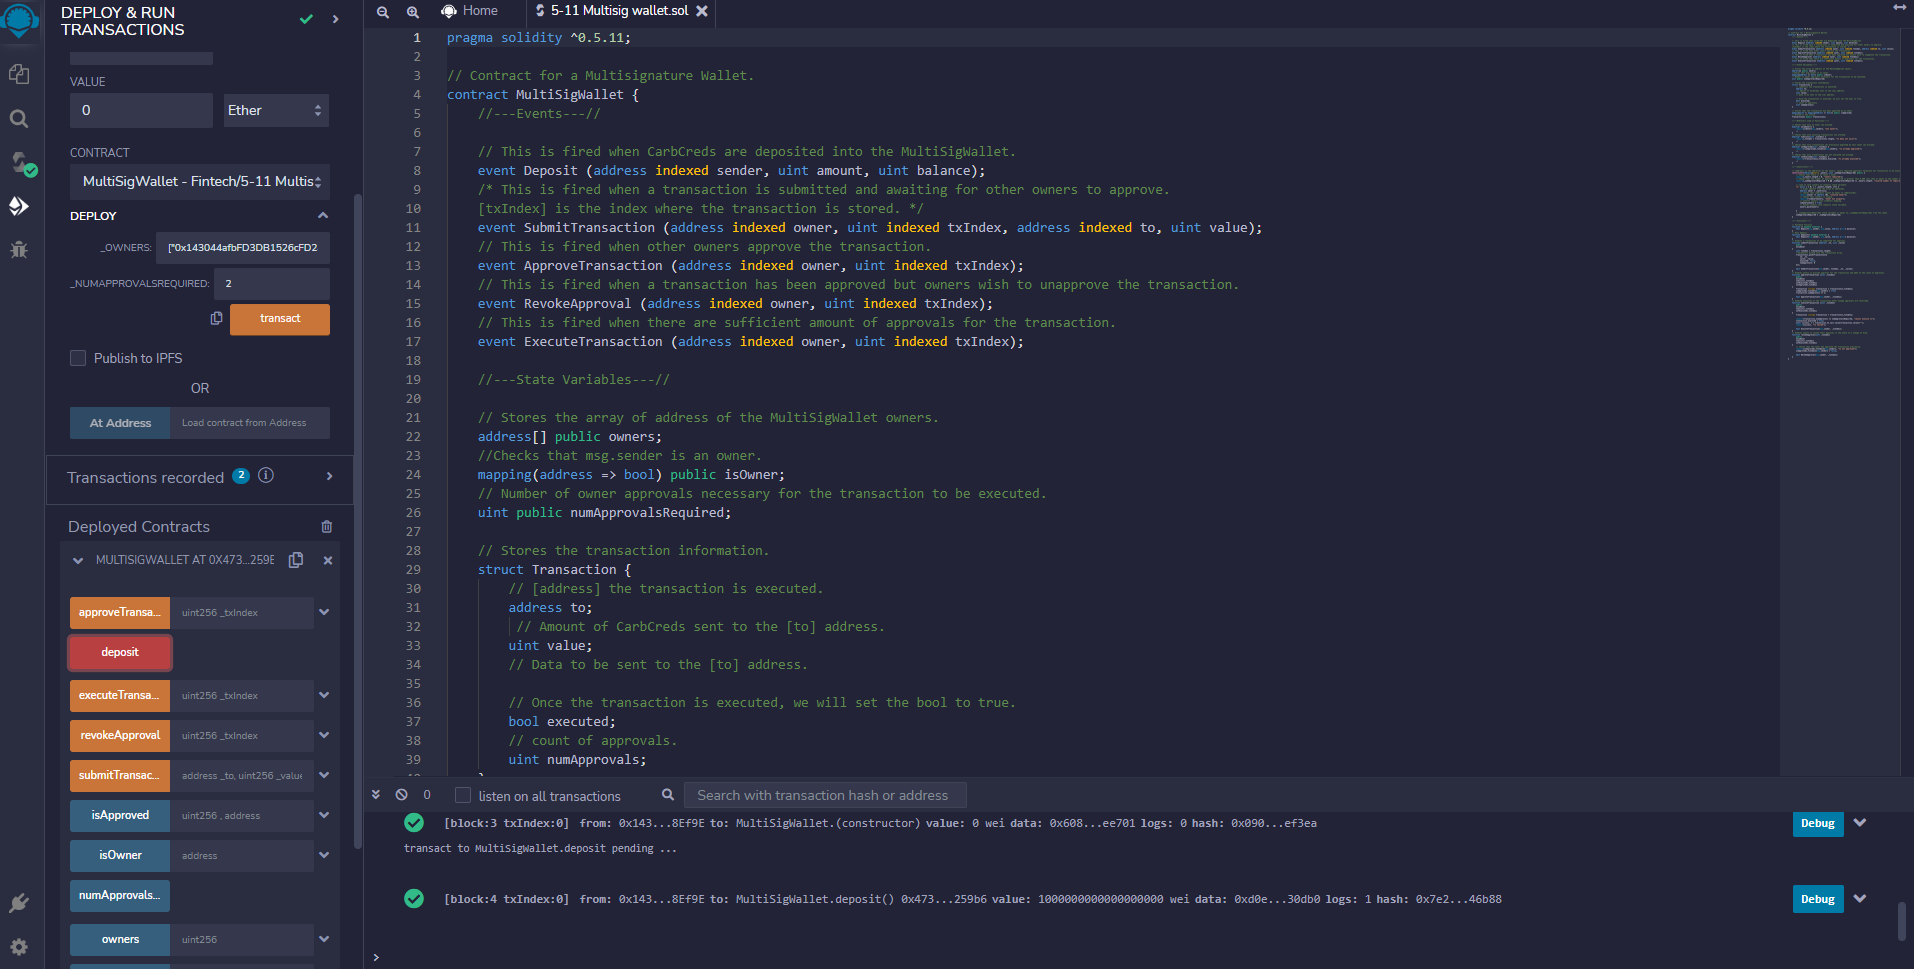 DEPLOY & RUN
TRANSACTIONS
VALUE
0
Ether
CONTRACT
MultiSigWallet - Fintech/5-11 Multis
DEPLOY
_OWNERS:
["0x143044afbFD3DB1526cFD2
_NUMAPPROVALSREQUIRED:
2
transact
Publish to IPFS
OR
At Address
Load contract from Address
Transactions recorded 2 i
Deployed Contracts
MULTISIGWALLET AT 0X473...259E
approveTransa...
uint256 _txIndex
deposit
executeTransa...
uint256 _txIndex
revokeApproval
uint256 _txIndex
submitTransac...
address _to, uint256 _value
isApproved
uint256 , address
isOwner
address
numApprovals...
owners
uint256
Home
5-11 Multisig wallet.sol
1 pragma solidity ^0.5.11;
2
3 // Contract for a Multisignature Wallet.
4 contract MultiSigWallet {
5 //---Events---//
6
7 // This is fired when CarbCreds are deposited into the MultiSigWallet.
8 event Deposit (address indexed sender, uint amount, uint balance);
9 /* This is fired when a transaction is submitted and awaiting for other owners to approve.
10 [txIndex] is the index where the transaction is stored. */
11 event SubmitTransaction (address indexed owner, uint indexed txIndex, address indexed to, uint value);
12 // This is fired when other owners approve the transaction.
13 event ApproveTransaction (address indexed owner, uint indexed txIndex);
14 // This is fired when a transaction has been approved but owners wish to unapprove the transaction.
15 event RevokeApproval (address indexed owner, uint indexed txIndex);
16 // This is fired when there are sufficient amount of approvals for the transaction.
17 event ExecuteTransaction (address indexed owner, uint indexed txIndex);
18
19 //---State Variables---//
20
21 // Stores the array of address of the MultiSigWallet owners.
22 address[] public owners;
23 //Checks that msg.sender is an owner.
24 mapping(address => bool) public isOwner;
25 // Number of owner approvals necessary for the transaction to be executed.
26 uint public numApprovalsRequired;
27
28 // Stores the transaction information.
29 struct Transaction {
30 // [address] the transaction is executed.
31 address to;
32 // Amount of CarbCreds sent to the [to] address.
33 uint value;
34 // Data to be sent to the [to] address.
35
36 // Once the transaction is executed, we will set the bool to true.
37 bool executed;
38 // count of approvals.
39 uint numApprovals;
0
listen on all transactions
Search with transaction hash or address
[block:3 txIndex:0] from: 0x143...8Ef9E to: MultiSigWallet.(constructor) value: 0 wei data: 0x608...ee701 logs: 0 hash: 0x090...ef3ea
Debug
transact to MultiSigWallet.deposit pending ...
[block:4 txIndex:0] from: 0x143...8Ef9E to: MultiSigWallet.deposit() 0x473...259b6 value: 1000000000000000000 wei data: 0xd0e...30db0 logs: 1 hash: 0x7e2...46b88
Debug
>